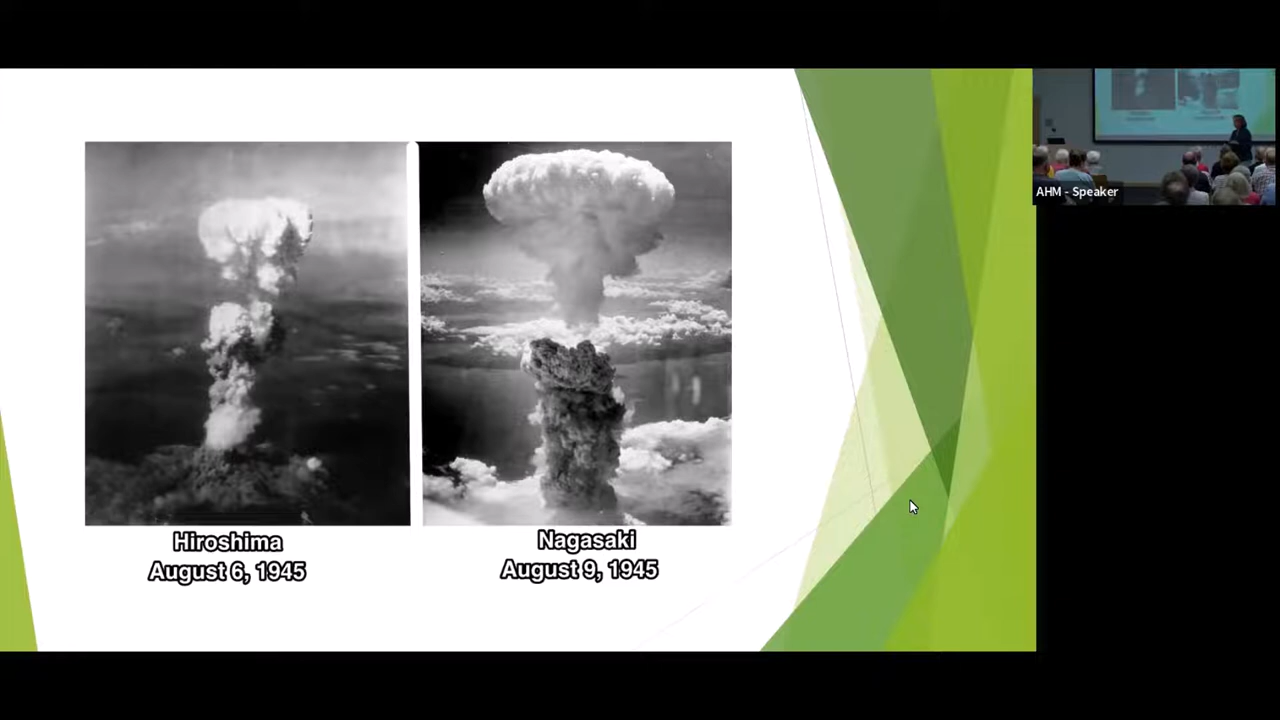 Hiroshima
August 6, 1945
Nagasaki
August 9, 1945
AHM - Speaker